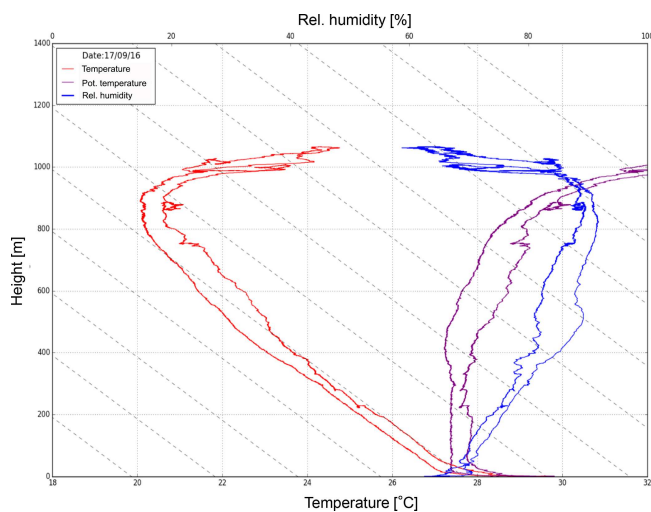 Rel. humidity [%]
0 20 40 60 80 100
1400
Date:17/09/16
Temperature
Pot. temperature
Rel. humidity
1200
1000
800
600
400
200
0
Height [m]
18 20 22 24 26 28 30 32
Temperature [°C]